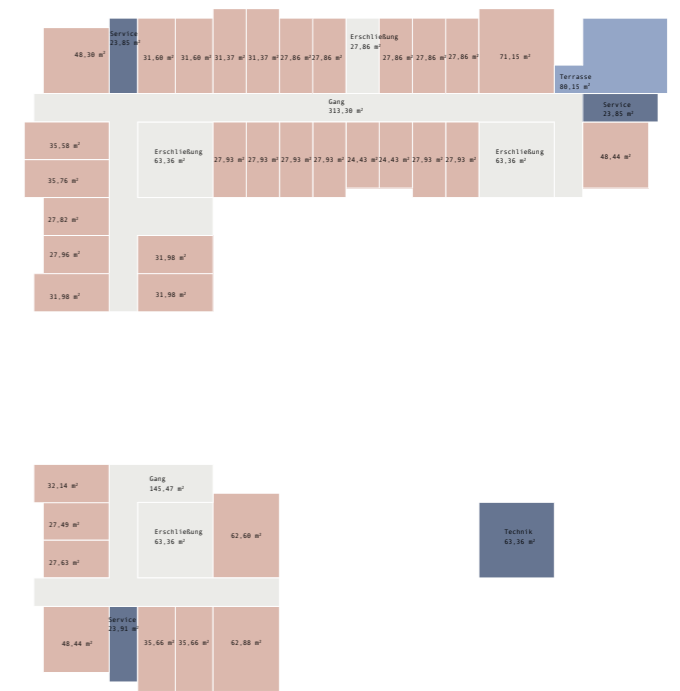 Service
23,85 m²
48,30 m²
31,60 m² 31,60 m² 31,37 m² 31,37 m² 27,86 m² 27,86 m²
Erschließung
27,86 m²
27,86 m² 27,86 m² 27,86 m²
71,15 m²
Terrasse
80,15 m²
Gang
313,30 m²
Service
23,85 m²
35,58 m²
35,76 m²
27,82 m²
27,96 m²
31,98 m²
Erschließung
63,36 m²
27,93 m² 27,93 m² 27,93 m² 27,93 m² 24,43 m² 24,43 m² 27,93 m² 27,93 m²
Erschließung
63,36 m²
48,44 m²
31,98 m²
31,98 m²
32,14 m²
27,49 m²
27,63 m²
Gang
145,47 m²
Erschließung
63,36 m²
62,60 m²
Technik
63,36 m²
48,44 m²
Service
23,91 m²
35,66 m² 35,66 m²
62,88 m²